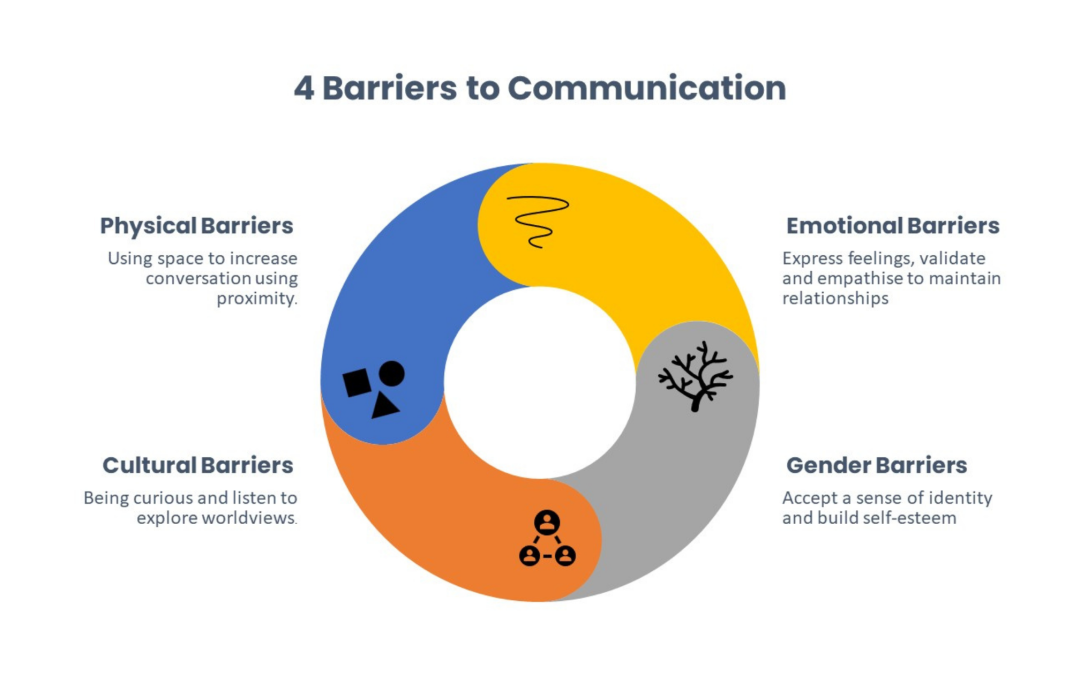 4 Barriers to Communication
Physical Barriers
Using space to increase
conversation using
proximity.
Emotional Barriers
Express feelings, validate
and empathise to maintain
relationships
Cultural Barriers
Being curious and listen to
explore worldviews.
Gender Barriers
Accept a sense of identity
and build self-esteem